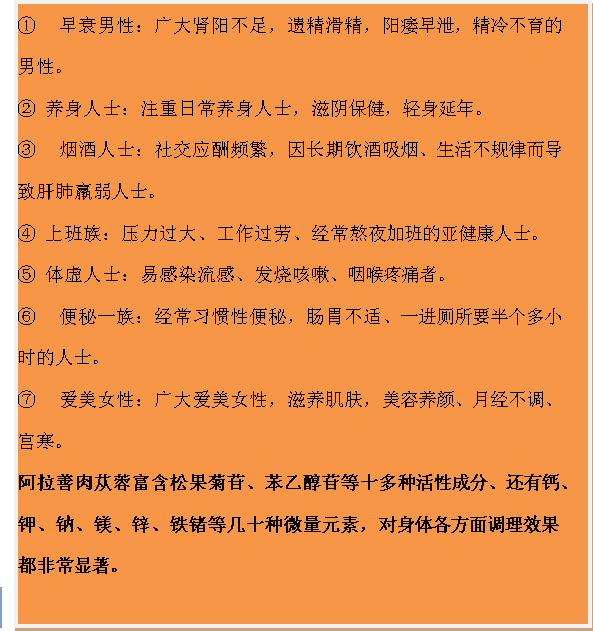 ① 早衰男性：广大肾阳不足，遗精滑精，阳痿早泄，精冷不育的
男性。
② 养身人士：注重日常养身人士，滋阴保健，轻身延年。
③ 烟酒人士：社交应酬频繁，因长期饮酒吸烟、生活不规律而导
致肝肺羸弱人士。
④ 上班族：压力过大、工作过劳、经常熬夜加班的亚健康人士。
⑤ 体虚人士：易感染流感、发烧咳嗽、咽喉疼痛者。
⑥ 便秘一族：经常习惯性便秘，肠胃不适、一进厕所要半个多小
时的人士。
⑦ 爱美女性：广大爱美女性，滋养肌肤，美容养颜、月经不调、
宫寒。
阿拉善肉苁蓉富含松果菊苷、苯乙醇苷等十多种活性成分、还有钙、
钾、钠、镁、锌、铁锗等几十种微量元素，对身体各方面调理效果
都非常显著。